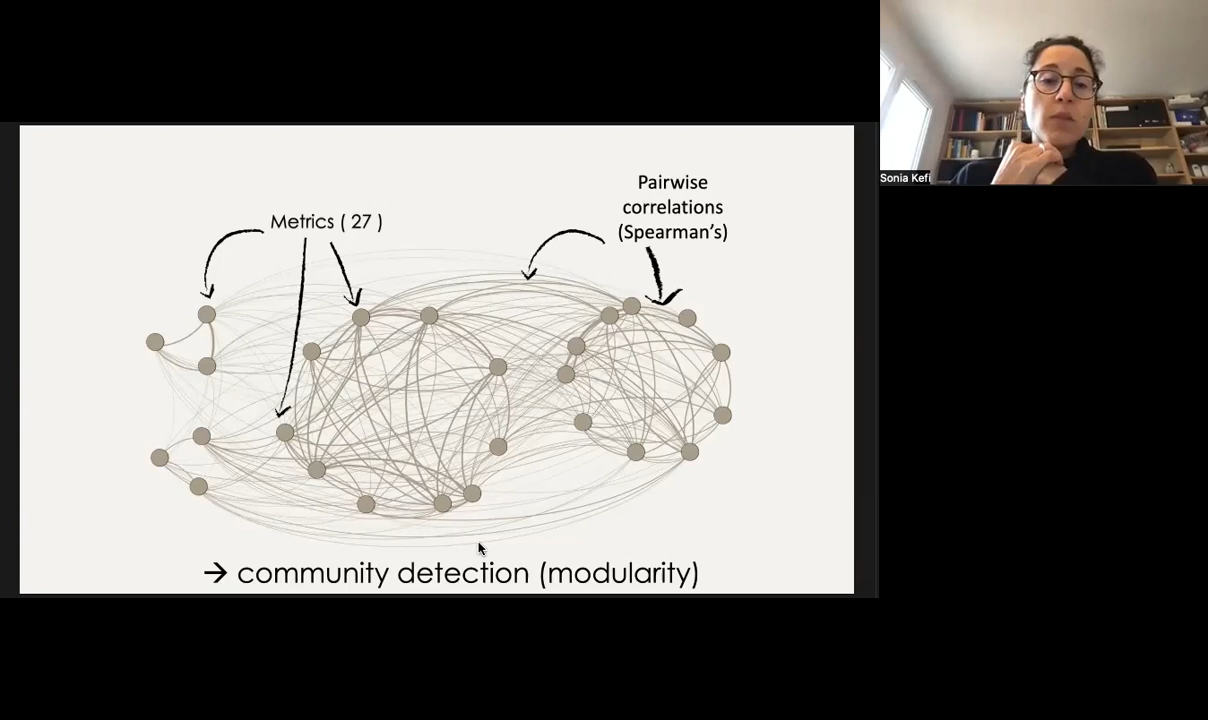 Metrics ( 27 )
Pairwise
correlations
(Spearman's)
→ community detection (modularity)
Sonia Kefi